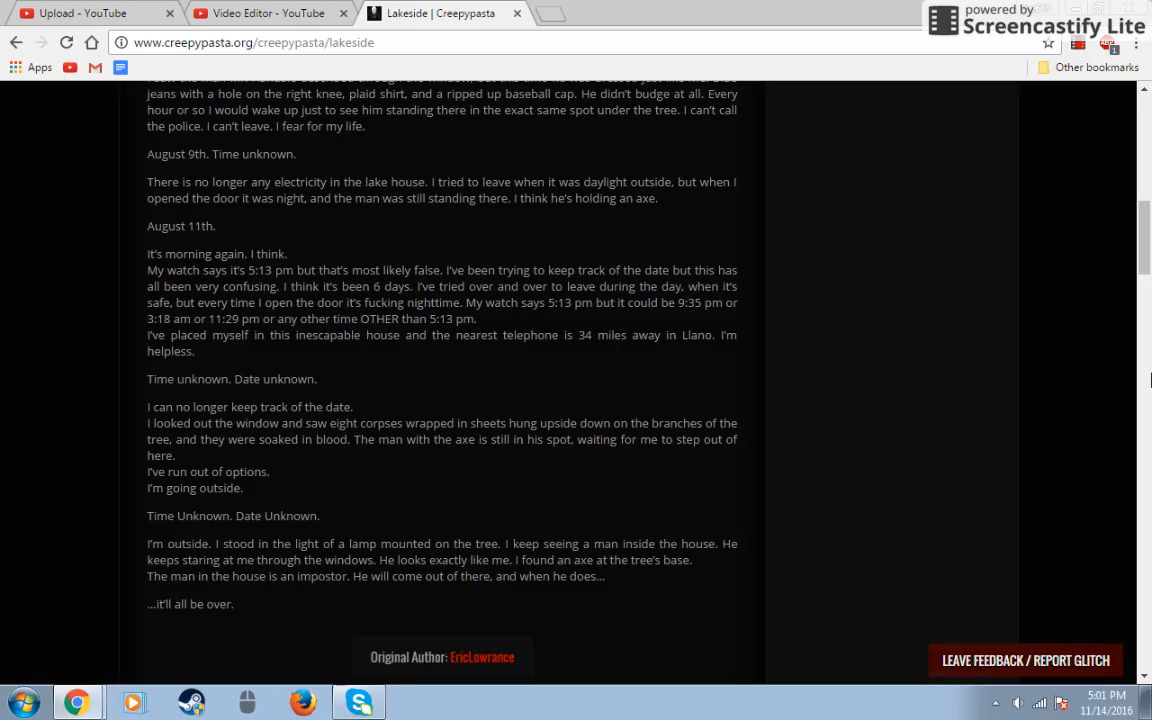 Upload - YouTube
Video Editor - YouTube
Lakeside | Creepypasta
powered by
Screencastify Lite
www.creepypasta.org/creepypasta/lakeside
1
Apps
Other bookmarks
jeans with a hole on the right knee, plaid shirt, and a ripped up baseball cap. He didn't budge at all. Every
hour or so I would wake up just to see him standing there in the exact same spot under the tree. I can't call
the police. I can't leave. I fear for my life.
August 9th. Time unknown.
There is no longer any electricity in the lake house. I tried to leave when it was daylight outside, but when I
opened the door it was night, and the man was still standing there. I think he's holding an axe.
August 11th.
It's morning again. I think.
My watch says it's 5:13 pm but that's most likely false. I've been trying to keep track of the date but this has
all been very confusing. I think it's been 6 days. I've tried over and over to leave during the day, when it's
safe, but every time I open the door it's fucking nighttime. My watch says 5:13 pm but it could be 9:35 pm or
3:18 am or 11:29 pm or any other time OTHER than 5:13 pm.
I've placed myself in this inescapable house and the nearest telephone is 34 miles away in Llano. I'm
helpless.
Time unknown. Date unknown.
I can no longer keep track of the date.
I looked out the window and saw eight corpses wrapped in sheets hung upside down on the branches of the
tree, and they were soaked in blood. The man with the axe is still in his spot, waiting for me to step out of
here.
I've run out of options.
I'm going outside.
Time Unknown. Date Unknown.
I'm outside. I stood in the light of a lamp mounted on the tree. I keep seeing a man inside the house. He
keeps staring at me through the windows. He looks exactly like me. I found an axe at the tree's base.
The man in the house is an impostor. He will come out of there, and when he does...
...it'll all be over.
Original Author: EricLowrance
LEAVE FEEDBACK / REPORT GLITCH
5:01 PM
11/14/2016